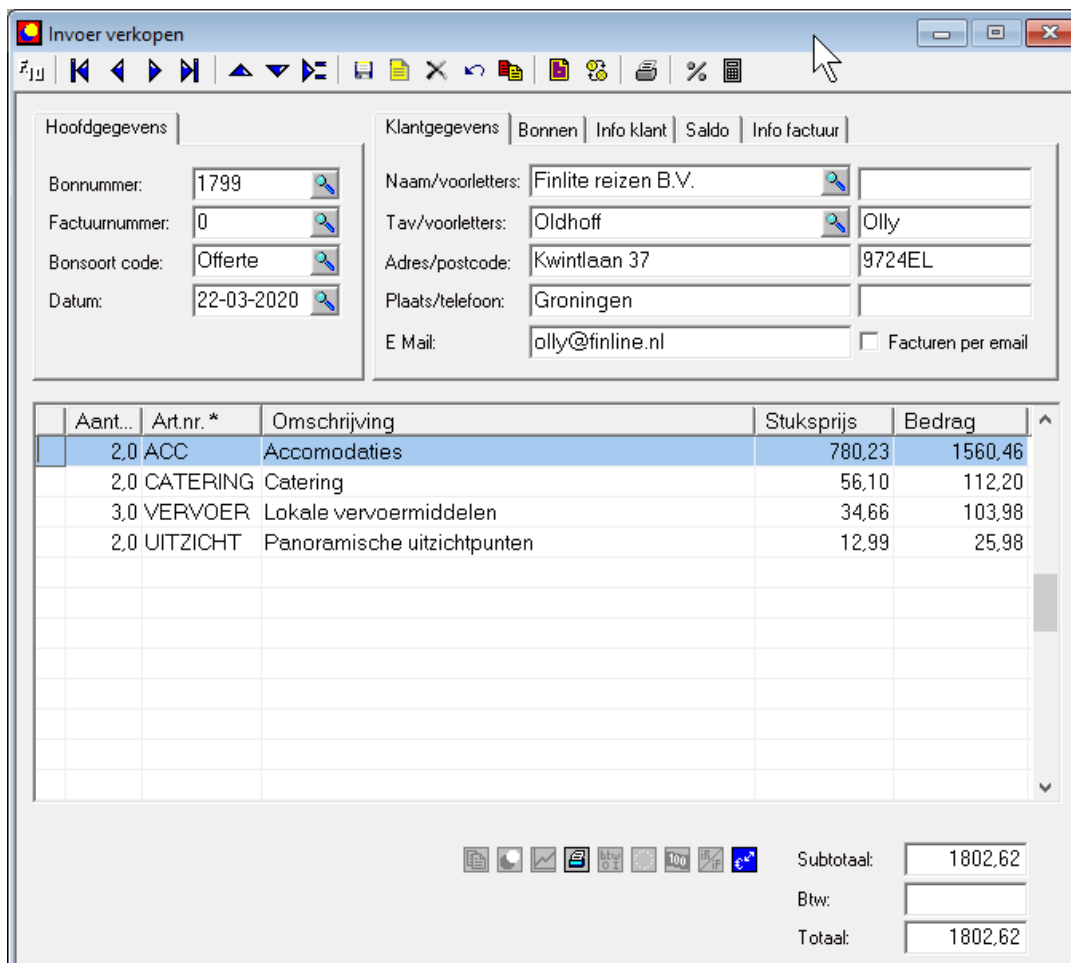 Invoer verkopen
Hoofdgegevens
Bonnummer: 1799
Factuurnummer: 0
Bonsoort code: Offerte
Datum: 22-03-2020
Klantgegevens Bonnen Info klant Saldo Info factuur
Naam/voorletters: Finlite reizen B.V.
Tav/voorletters: Oldhoff Olly
Adres/postcode: Kwintlaan 37 9724EL
Plaats/telefoon: Groningen
E Mail: olly@finline.nl Facturen per email
Aant... Art.nr. * Omschrijving Stuksprijs Bedrag
2,0 ACC Accomodaties 780,23 1560,46
2,0 CATERING Catering 56,10 112,20
3,0 VERVOER Lokale vervoermiddelen 34,66 103,98
2,0 UITZICHT Panoramische uitzichtpunten 12,99 25,98
Subtotaal: 1802,62
Btw:
Totaal: 1802,62